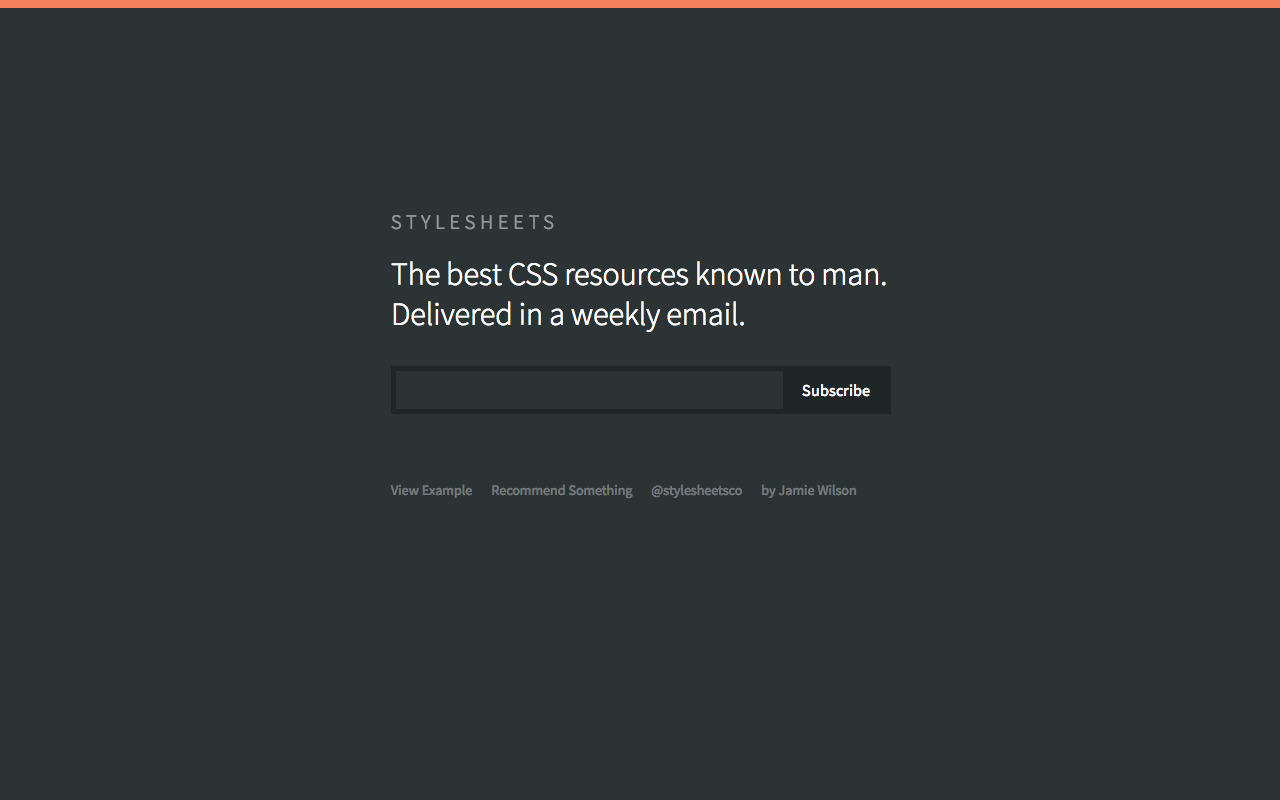 STYLESHEETS
The best CSS resources known to man.
Delivered in a weekly email.
Subscribe
View Example Recommend Something @stylesheetsco by Jamie Wilson